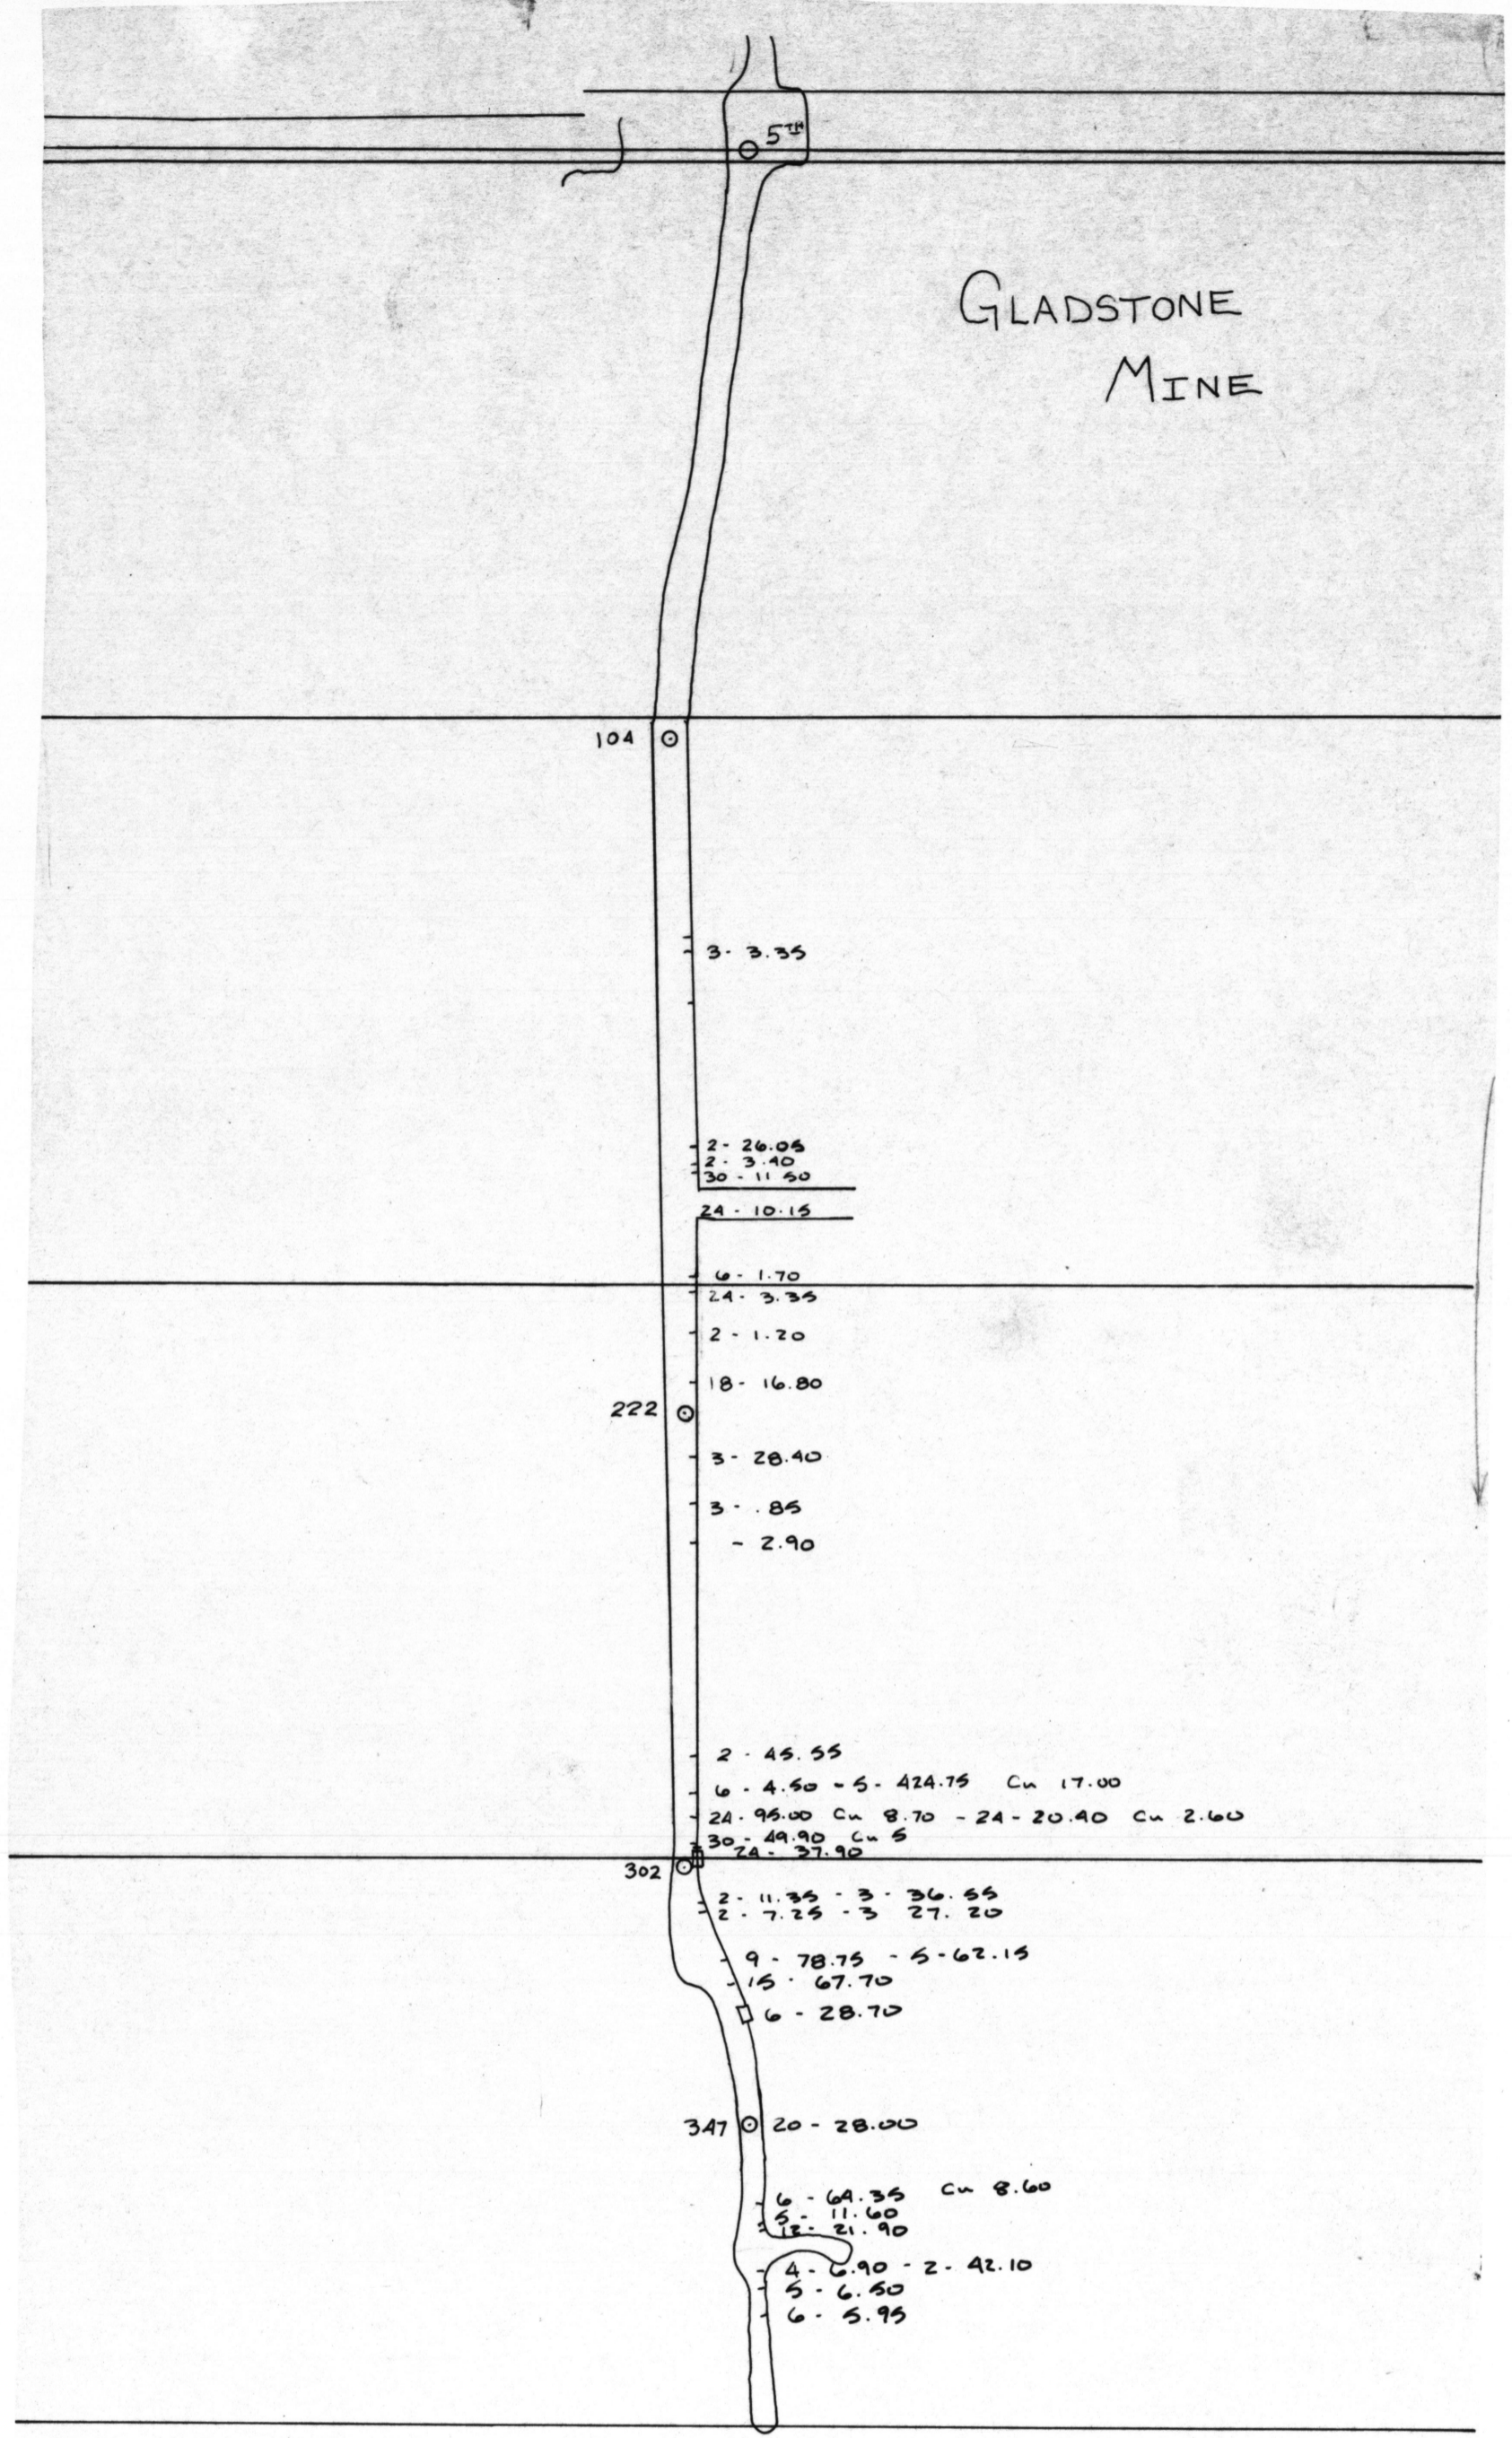 5TH
GLADSTONE
MINE
104
3- 3.35
2- 26.05
2- 3.40
30 - 11 50
24 - 10.15
6- 1.70
24- 3.35
2 - 1.20
18- 16.80
222
3- 28.40
3- .85
- 2.90
2 - 45.55
6 - 4.50 - 5- 424.75 Cu 17.00
24- 95.00 Cu 8.70 - 24 - 20.40 Cu 2.60
30 - 49.90 Cu 5
24- 37.90
302
2 - 11.35 - 3 - 36.55
2 - 7.25 - 3 27.20
9 - 78.75 - 5-62.15
15 - 67.70
6 - 28.70
347 20 - 28.00
6 - 64.35 Cu 8.60
5- 11.60
12- 21.90
4 - 6.90 - 2- 42.10
5 - 6.50
6 - 5.95